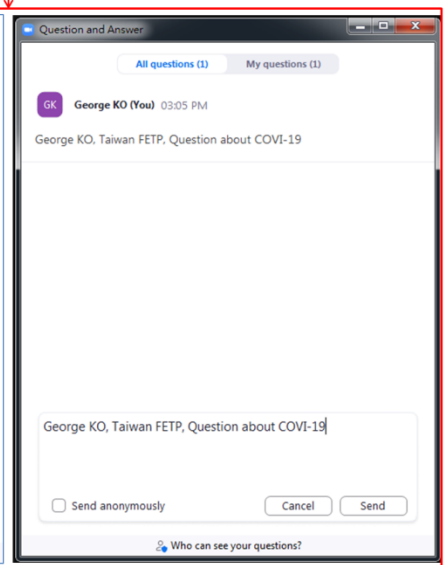 Question and Answer
All questions (1) My questions (1)
GK George KO (You) 03:05 PM
George KO, Taiwan FETP, Question about COVI-19
George KO, Taiwan FETP, Question about COVI-19
Send anonymously Cancel Send
Who can see your questions?